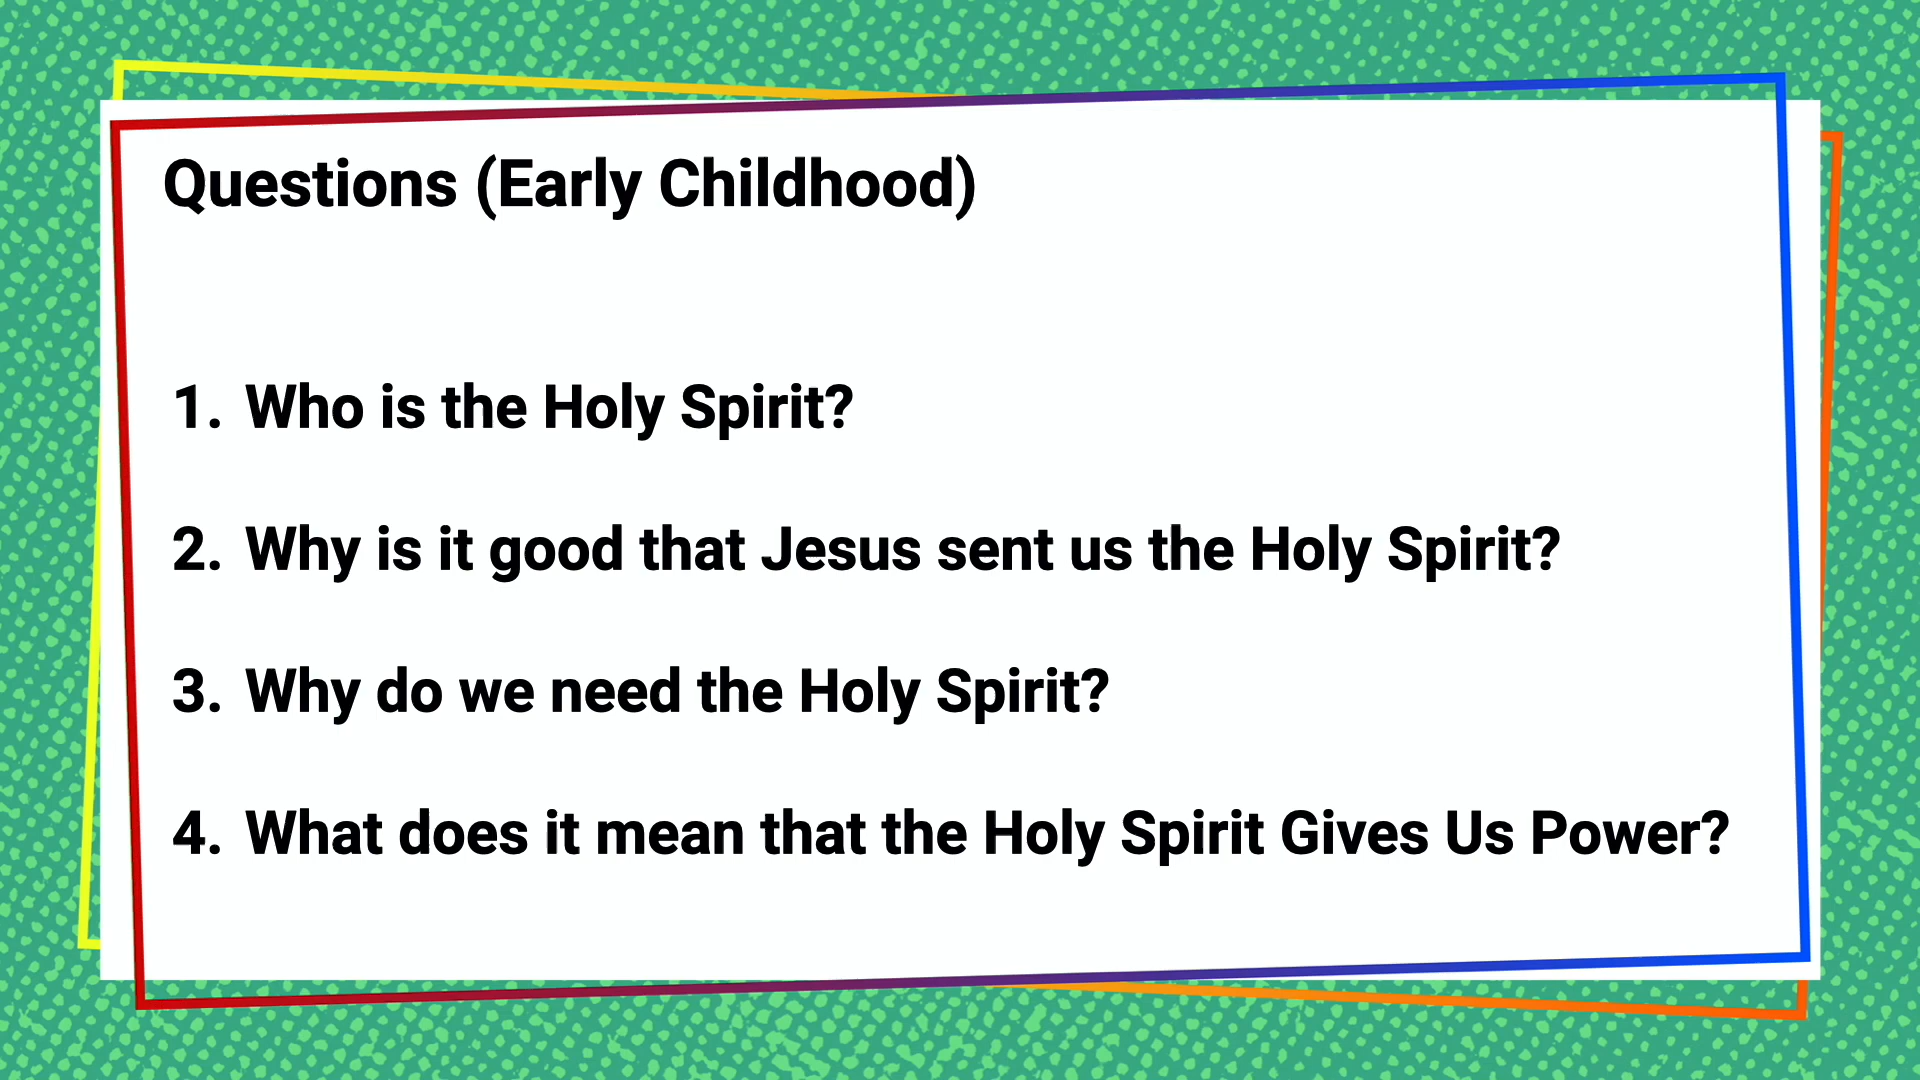 Questions (Early Childhood)
1. Who is the Holy Spirit?
2. Why is it good that Jesus sent us the Holy Spirit?
3. Why do we need the Holy Spirit?
4. What does it mean that the Holy Spirit Gives Us Power?